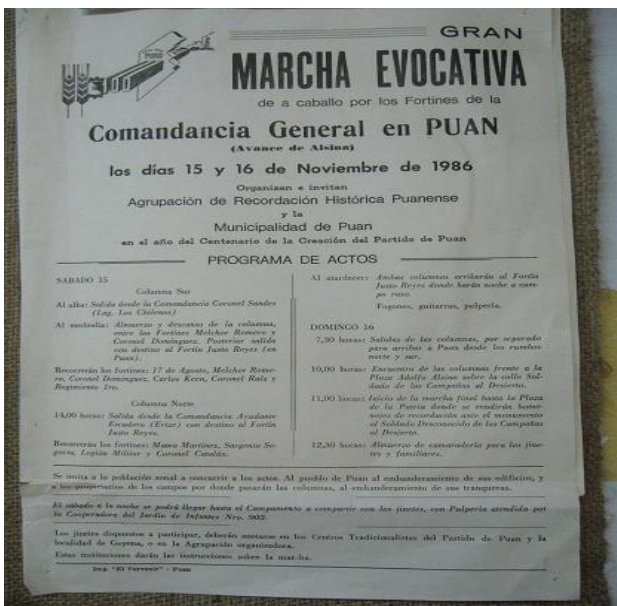 GRAN
MARCHA EVOCATIVA
de a caballo por los Fortines de la
Comandancia General en PUAN
(Avance de Alsina)
los días 15 y 16 de Noviembre de 1986
Organizan e invitan
Agrupación de Recordación Histórica Puanense
y la
Municipalidad de Puan
en el año del Centenario de la Creación del Partido de Puan
PROGRAMA DE ACTOS
SABADO 15
Columna Sur
Al alba: Salida desde la Comandancia Coronel Sandes
(Lag. Los Chilenos)
Al mediodía: Almuerzo y descanso de la columna,
entre los Fortines Melchor Romero y
Coronel Domínguez. Posterior salida
con destino al Fortín Justo Reyes (en
Puan).
Recorrerán los fortines: 17 de Agosto, Melchor Rome-
ro, Coronel Domínguez, Carlos Keen, Coronel Ruiz y
Regimiento 1ro.
Columna Norte
14,00 horas: Salida desde la Comandancia Ayudante
Escudero (Erize) con destino al Fortín
Justo Reyes.
Recorrerán los fortines: Marco Martínez, Sargento Se-
govia, Legión Militar y Coronel Catalán.
Al atardecer: Ambas columnas arribarán al Fortín
Justo Reyes donde harán noche a cam-
po raso.
Fogones, guitarras, pulpería.
DOMINGO 16
7,30 horas: Salidas de las columnas, por separado
para arribar a Puan desde los rumbos
norte y sur.
10,00 horas: Encuentro de las columnas frente a la
Plaza Adolfo Alsina sobre la calle Sol-
dado de las Campañas al Desierto.
11,00 horas: Inicio de la marcha final hasta la Plaza
de la Patria donde se rendirán home-
najes de recordación ante el monumento
al Soldado Desconocido de las Campañas
al Desierto.
12,30 horas: Almuerzo de camaradería para los jine-
tes y familiares.
Se invita a la población zonal a concurrir a los actos. Al pueblo de Puan al embanderamiento de sus edificios, y
a los propietarios de los campos por donde pasarán las columnas, al embanderamiento de sus tranqueras.
El sábado a la noche se podrá llegar hasta el Campamento a compartir con los jinetes, con Pulpería atendida por
la Cooperadora del Jardín de Infantes Nro. 902.
Los jinetes dispuestos a participar, deberán anotarse en los Centros Tradicionalistas del Partido de Puan y la
localidad de Goyena, o en la Agrupación organizadora.
Estas instituciones darán las instrucciones sobre la marcha.
Imp. "El Porvenir" - Puan